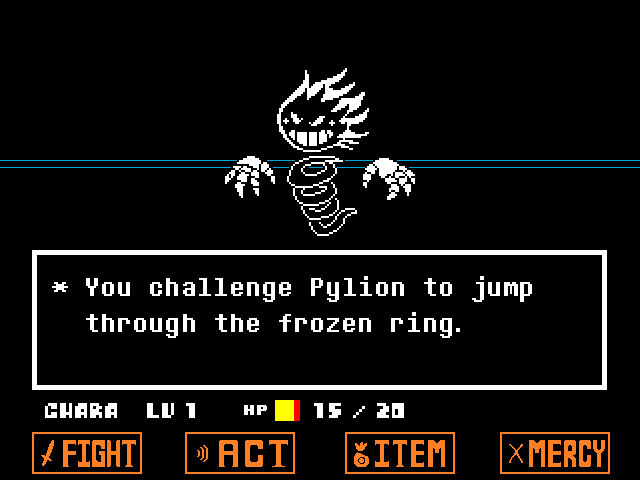 * You challenge Pylion to jump
through the frozen ring.
CHARA LV 1 HP 15 / 20
FIGHT ACT ITEM MERCY